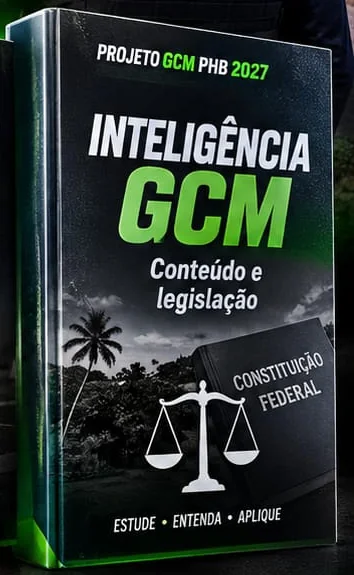 PROJETO GCM PHB 2027
INTELIGÊNCIA
GCM
Conteúdo e
legislação
CONSTITUIÇÃO
FEDERAL
ESTUDE • ENTENDA • APLIQUE